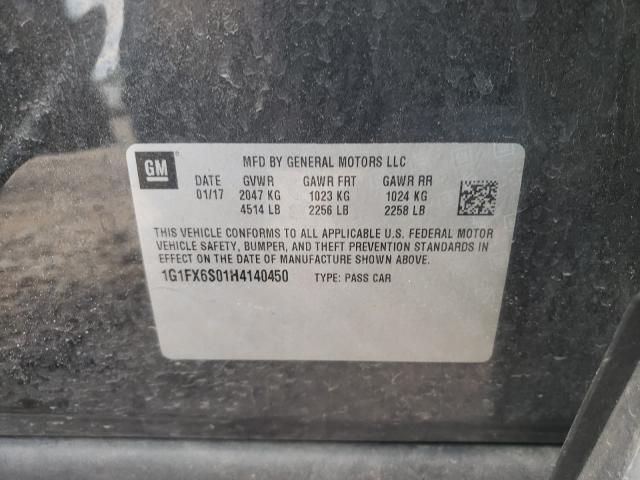 GM MFD BY GENERAL MOTORS LLC
DATE GVWR GAWR FRT GAWR RR
01/17 2047 KG 1023 KG 1024 KG
4514 LB 2256 LB 2258 LB
THIS VEHICLE CONFORMS TO ALL APPLICABLE U.S. FEDERAL MOTOR
VEHICLE SAFETY, BUMPER, AND THEFT PREVENTION STANDARDS IN
EFFECT ON THE DATE OF MANUFACTURE SHOWN ABOVE.
1G1FX6S01H4140450 TYPE: PASS CAR